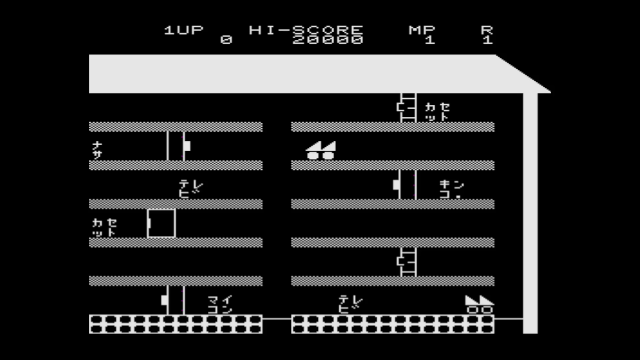 1UP HI-SCORE MP R
0 20000 1 1
カセ
ット
ナ
サ
テレ
ビ
キン
コ.
カセ
ット
マイ
コン
テレ
ビ